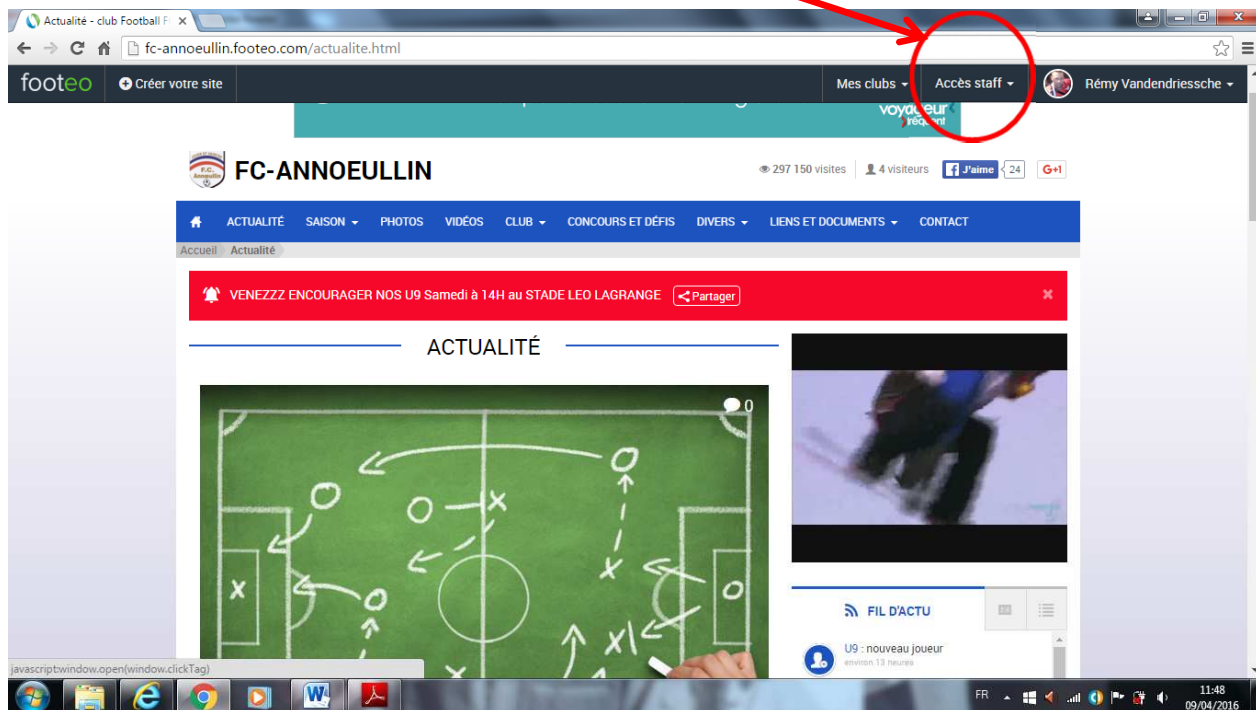 Actualité - club Football F
fc-annoeullin.footeo.com/actualite.html
footeo Créer votre site Mes clubs Accès staff Rémy Vandendriessche
voyageur
fréquent
FC-ANNOEULLIN 297 150 visites 4 visiteurs J'aime 24 G+1
ACTUALITÉ SAISON PHOTOS VIDÉOS CLUB CONCOURS ET DÉFIS DIVERS LIENS ET DOCUMENTS CONTACT
Accueil Actualité
VENEZZZ ENCOURAGER NOS U9 Samedi à 14H au STADE LEO LAGRANGE Partager
ACTUALITÉ
0
FIL D'ACTU
U9 : nouveau joueur
environ 13 heures
javascript:window.open(window.clickTag)
FR 11:48
09/04/2016